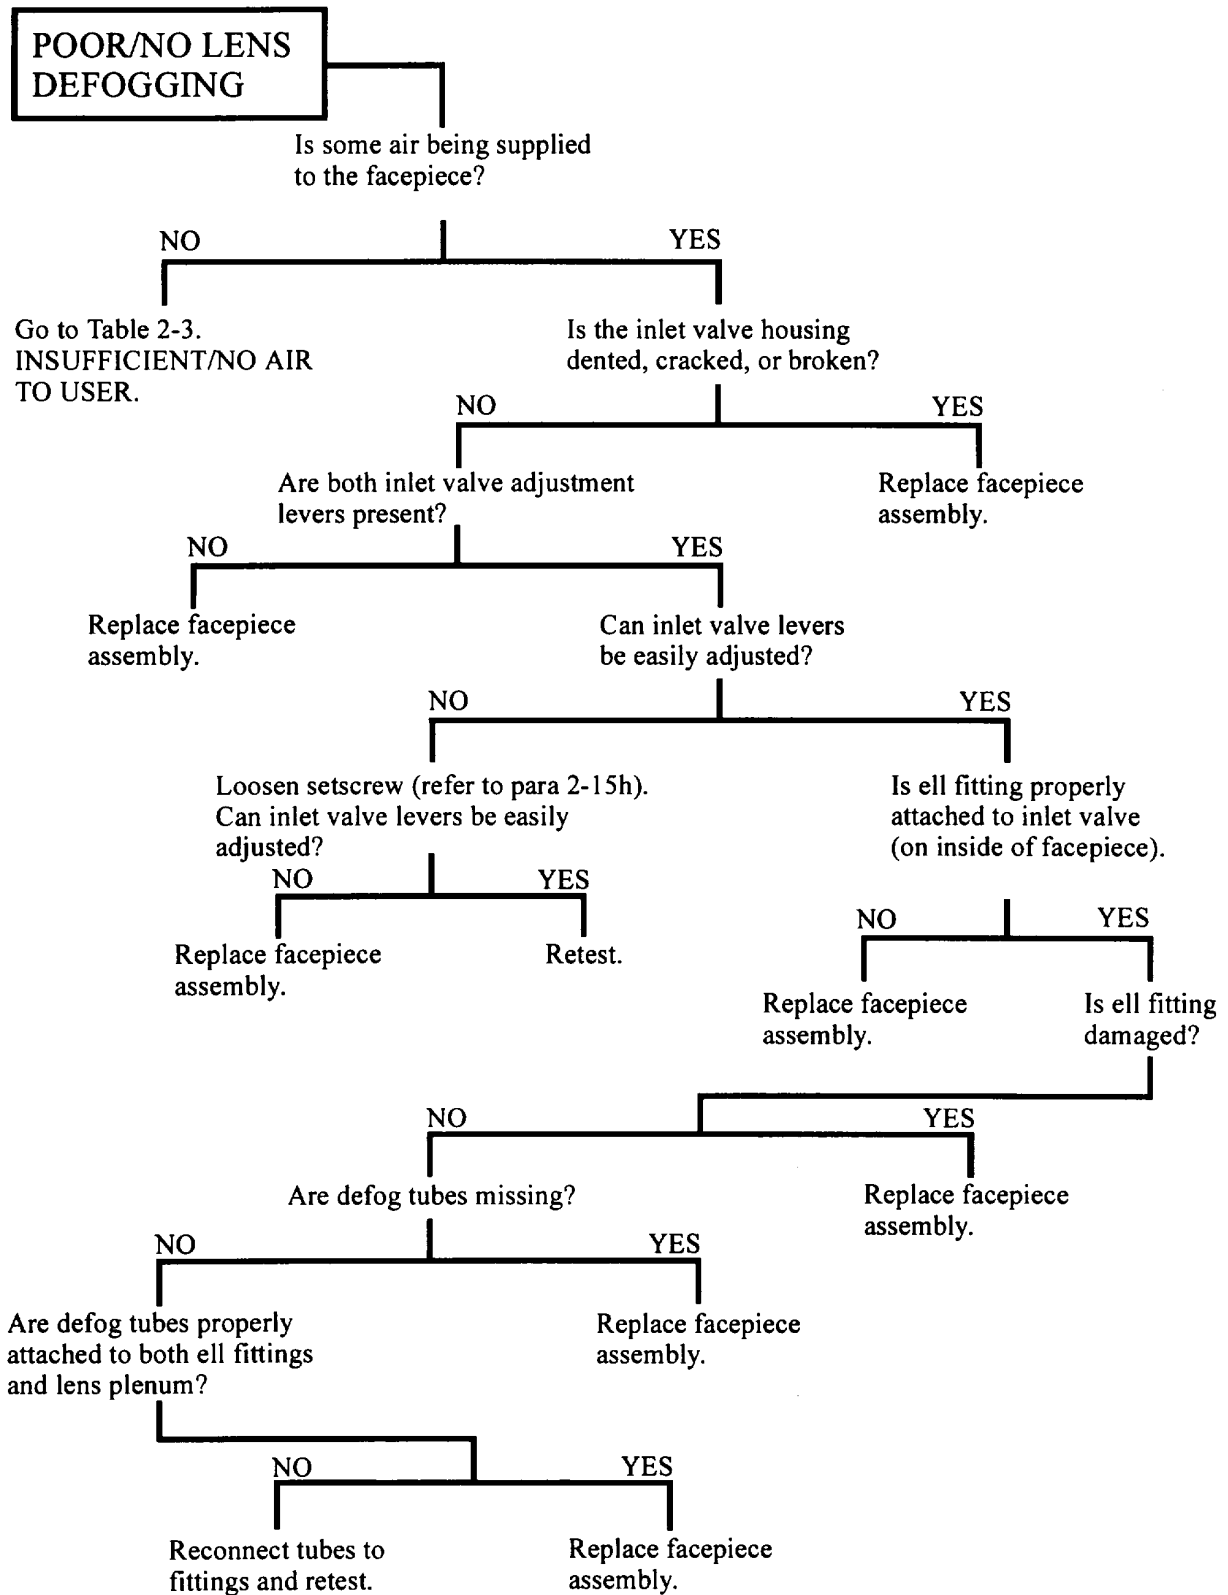 POOR/NO LENS
DEFOGGING
Is some air being supplied
to the facepiece?
NO
YES
Go to Table 2-3.
INSUFFICIENT/NO AIR
TO USER.
Is the inlet valve housing
dented, cracked, or broken?
NO
YES
Are both inlet valve adjustment
levers present?
Replace facepiece
assembly.
NO
YES
Replace facepiece
assembly.
Can inlet valve levers
be easily adjusted?
NO
YES
Loosen setscrew (refer to para 2-15h).
Can inlet valve levers be easily
adjusted?
Is ell fitting properly
attached to inlet valve
(on inside of facepiece).
NO
YES
Replace facepiece
assembly.
Retest.
NO
YES
Replace facepiece
assembly.
Is ell fitting
damaged?
NO
YES
Are defog tubes missing?
Replace facepiece
assembly.
NO
YES
Are defog tubes properly
attached to both ell fittings
and lens plenum?
Replace facepiece
assembly.
NO
YES
Reconnect tubes to
fittings and retest.
Replace facepiece
assembly.